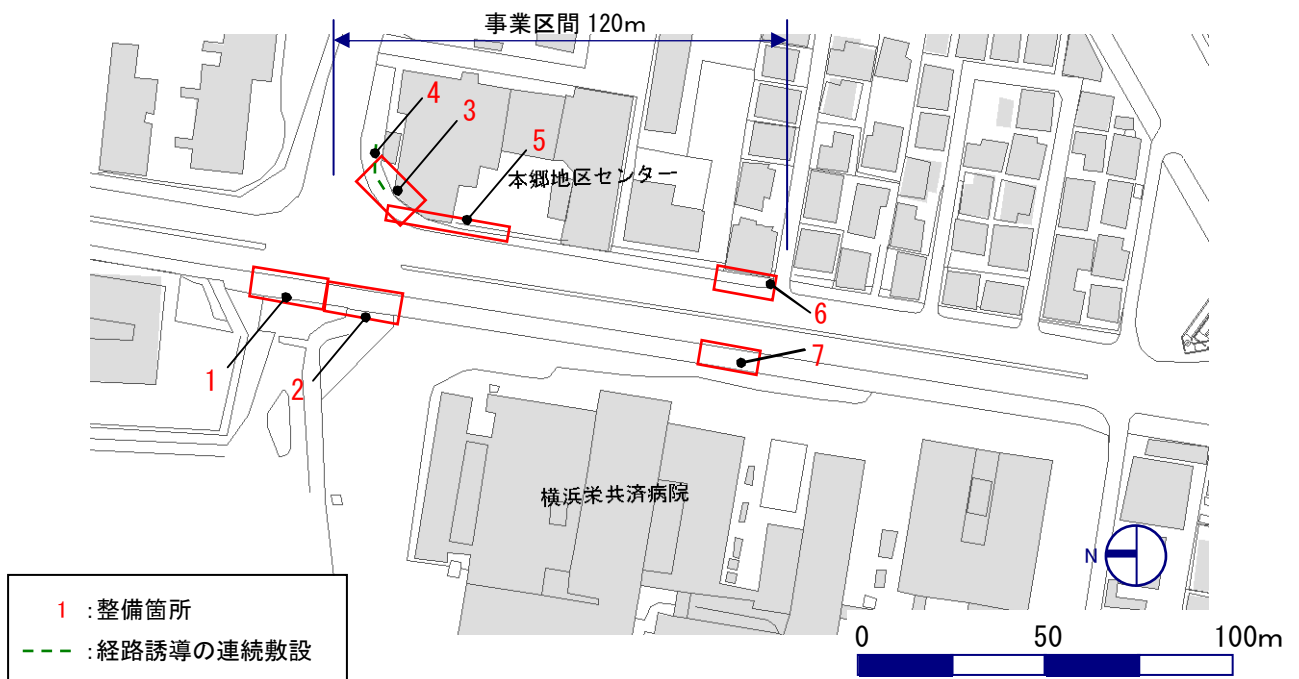 事業区間 120m
4
3
5
本郷地区センター
6
7
1
2
横浜栄共済病院
N
1 :整備箇所
:経路誘導の連続敷設
0 50 100m